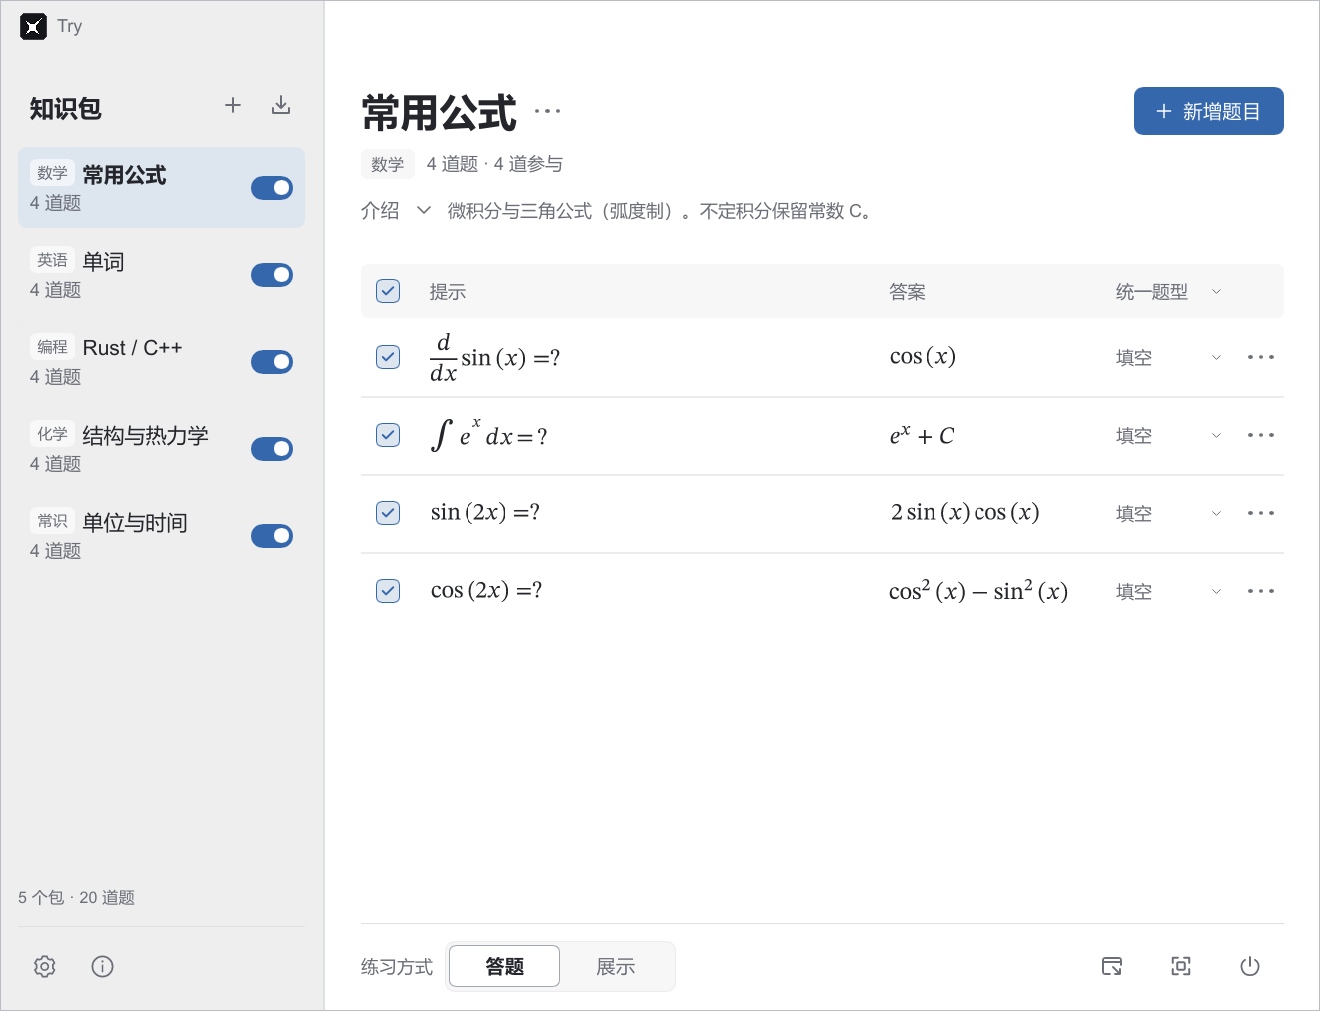 Try
知识包
数学 常用公式
4 道题
英语 单词
4 道题
编程 Rust / C++
4 道题
化学 结构与热力学
4 道题
常识 单位与时间
4 道题
5 个包 · 20 道题
常用公式 ···
+ 新增题目
数学 4 道题 · 4 道参与
介绍 微积分与三角公式（弧度制）。不定积分保留常数 C。
提示 答案 统一题型
d/dx sin (x) =? cos (x) 填空
∫ eˣ dx = ? eˣ + C 填空
sin (2x) =? 2 sin (x) cos (x) 填空
cos (2x) =? cos² (x) − sin² (x) 填空
练习方式 答题 展示